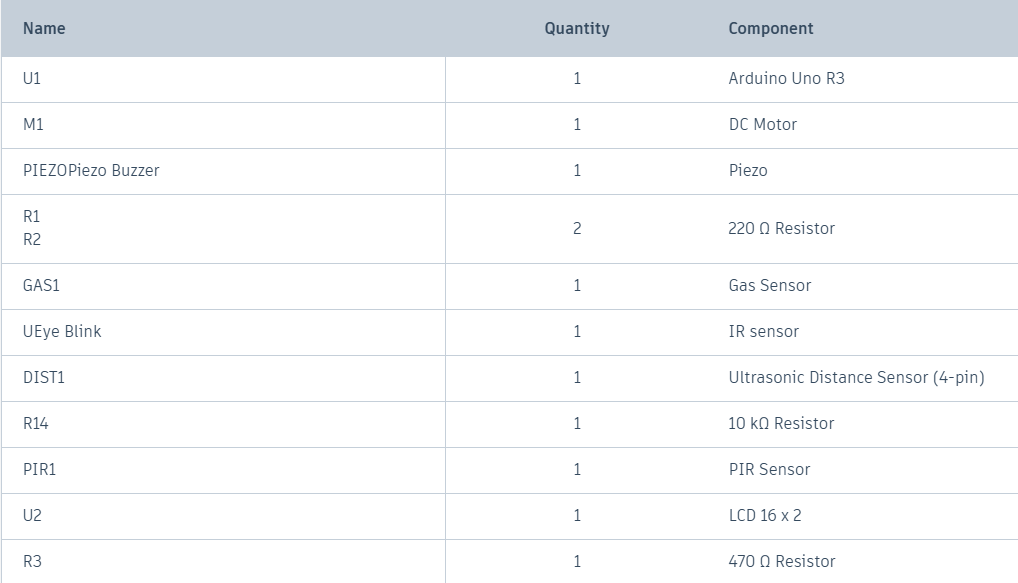 Name Quantity Component
U1 1 Arduino Uno R3
M1 1 DC Motor
PIEZOPiezo Buzzer 1 Piezo
R1
R2 2 220 Ω Resistor
GAS1 1 Gas Sensor
UEye Blink 1 IR sensor
DIST1 1 Ultrasonic Distance Sensor (4-pin)
R14 1 10 kΩ Resistor
PIR1 1 PIR Sensor
U2 1 LCD 16 x 2
R3 1 470 Ω Resistor